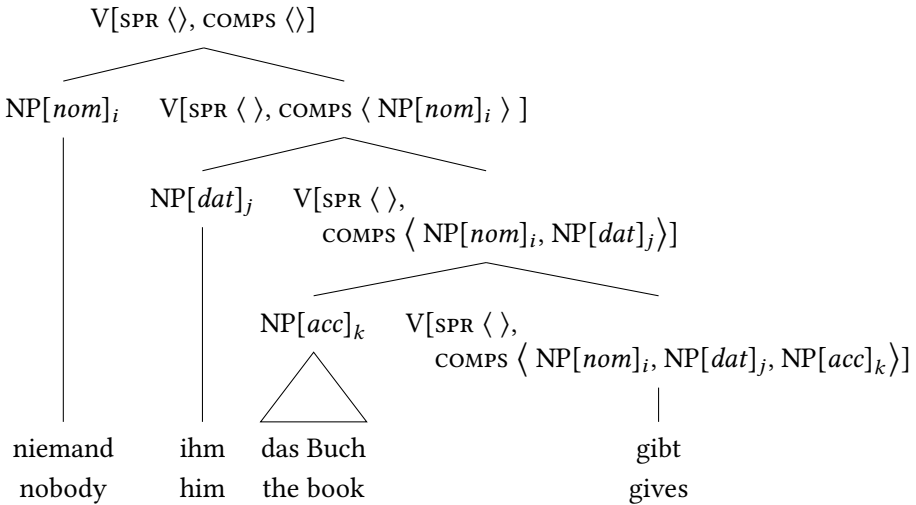 V[SPR ⟨⟩, COMPS ⟨⟩]
NP[nom]i V[SPR ⟨ ⟩, COMPS ⟨ NP[nom]i ⟩ ]
NP[dat]j V[SPR ⟨ ⟩,
COMPS ⟨ NP[nom]i, NP[dat]j⟩]
NP[acc]k V[SPR ⟨ ⟩,
COMPS ⟨ NP[nom]i, NP[dat]j, NP[acc]k⟩]
niemand ihm das Buch gibt
nobody him the book gives